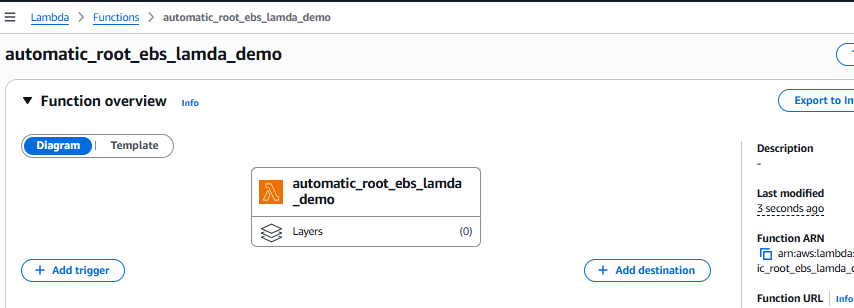 Lambda > Functions > automatic_root_ebs_lamda_demo
automatic_root_ebs_lamda_demo
Function overview Info
Export to In
Diagram Template
Description
-
automatic_root_ebs_lamda
_demo
Last modified
3 seconds ago
Layers (0)
Function ARN
arn:aws:lambda:
ic_root_ebs_lamda_
+ Add trigger
+ Add destination
Function URL Info